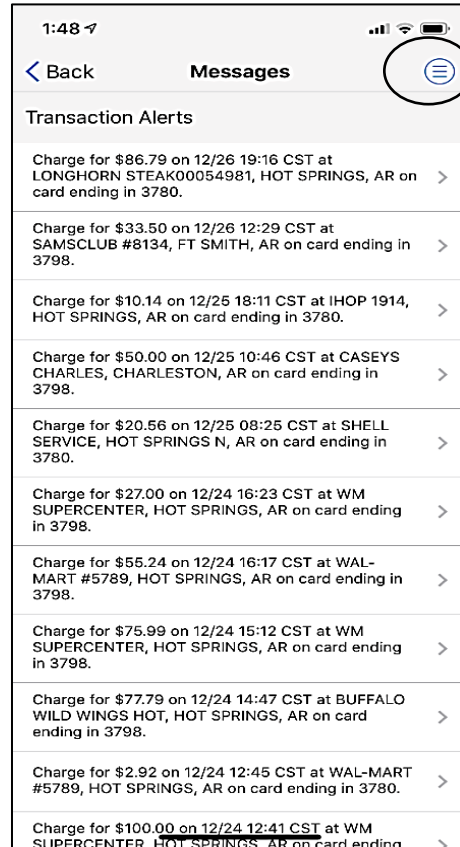 1:48
Back Messages
Transaction Alerts
Charge for $86.79 on 12/26 19:16 CST at
LONGHORN STEAK00054981, HOT SPRINGS, AR on
card ending in 3780.
Charge for $33.50 on 12/26 12:29 CST at
SAMSCLUB #8134, FT SMITH, AR on card ending in
3798.
Charge for $10.14 on 12/25 18:11 CST at IHOP 1914,
HOT SPRINGS, AR on card ending in 3780.
Charge for $50.00 on 12/25 10:46 CST at CASEYS
CHARLES, CHARLESTON, AR on card ending in
3798.
Charge for $20.56 on 12/25 08:25 CST at SHELL
SERVICE, HOT SPRINGS N, AR on card ending in
3780.
Charge for $27.00 on 12/24 16:23 CST at WM
SUPERCENTER, HOT SPRINGS, AR on card ending
in 3798.
Charge for $55.24 on 12/24 16:17 CST at WAL-
MART #5789, HOT SPRINGS, AR on card ending in
3798.
Charge for $75.99 on 12/24 15:12 CST at WM
SUPERCENTER, HOT SPRINGS, AR on card ending
in 3798.
Charge for $77.79 on 12/24 14:47 CST at BUFFALO
WILD WINGS HOT, HOT SPRINGS, AR on card
ending in 3798.
Charge for $2.92 on 12/24 12:45 CST at WAL-MART
#5789, HOT SPRINGS, AR on card ending in 3780.
Charge for $100.00 on 12/24 12:41 CST at WM
SUPERCENTER, HOT SPRINGS, AR on card ending